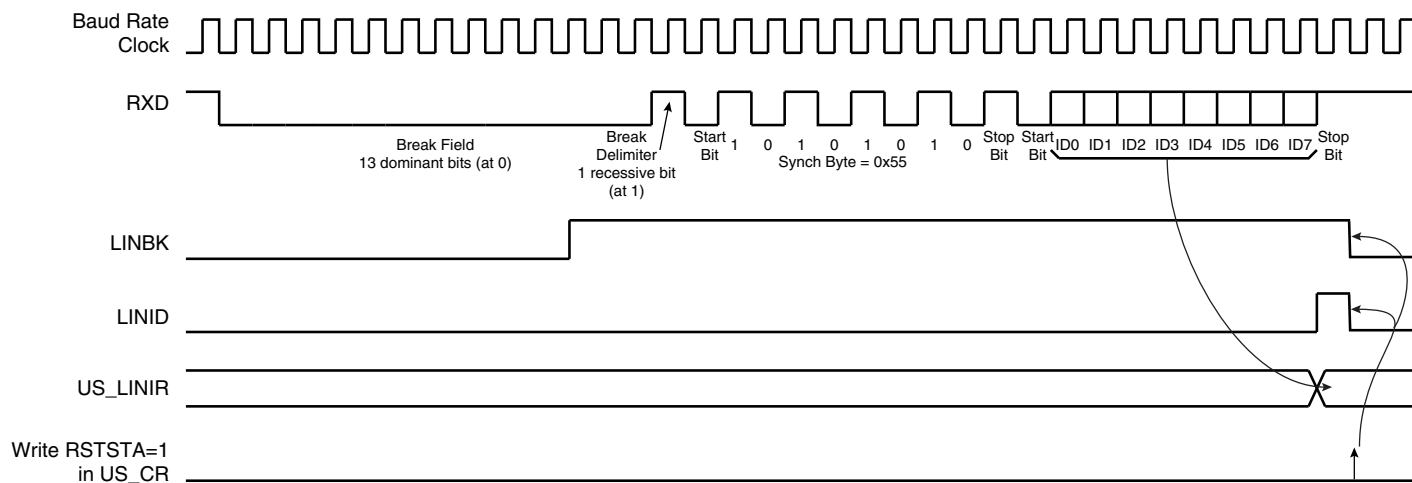 Baud Rate
Clock
RXD
Break Field
13 dominant bits (at 0)
Break
Delimiter
1 recessive bit
(at 1)
Start
Bit
1 0 1 0 1 0 1 0
Synch Byte = 0x55
Stop
Bit
Start
Bit
ID0 ID1 ID2 ID3 ID4 ID5 ID6 ID7
Stop
Bit
LINBK
LINID
US_LINIR
Write RSTSTA=1
in US_CR